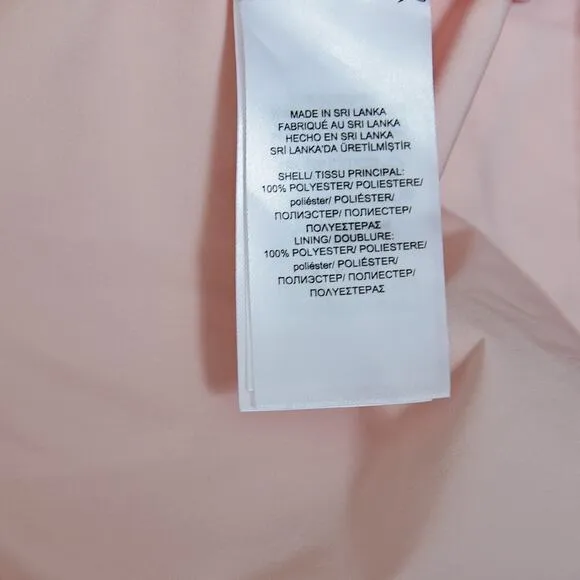 MADE IN SRI LANKA
FABRIQUÉ AU SRI LANKA
HECHO EN SRI LANKA
SRİ LANKA'DA ÜRETİLMİŞTİR
SHELL/ TISSU PRINCIPAL:
100% POLYESTER/ POLIESTERE/
poliéster/ POLIÉSTER/
ПОЛИЭСТЕР/ ПОЛИЕСТЕР/
ΠΟΛΥΕΣΤΕΡΑΣ
LINING/ DOUBLURE:
100% POLYESTER/ POLIESTERE/
poliéster/ POLIÉSTER/
ПОЛИЭСТЕР/ ПОЛИЕСТЕР/
ΠΟΛΥΕΣΤΕΡΑΣ